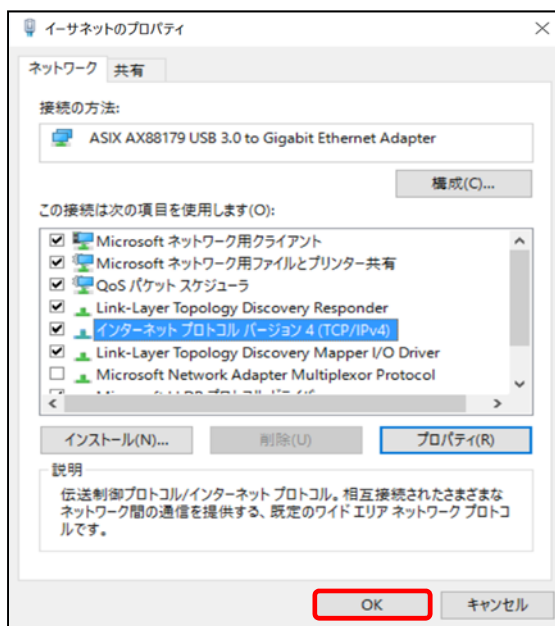 イーサネットのプロパティ
ネットワーク 共有
接続の方法:
ASIX AX88179 USB 3.0 to Gigabit Ethernet Adapter
構成(C)...
この接続は次の項目を使用します(O):
Microsoft ネットワーク用クライアント
Microsoft ネットワーク用ファイルとプリンター共有
QoS パケット スケジューラ
Link-Layer Topology Discovery Responder
インターネット プロトコル バージョン 4 (TCP/IPv4)
Link-Layer Topology Discovery Mapper I/O Driver
Microsoft Network Adapter Multiplexor Protocol
インストール(N)... 削除(U) プロパティ(R)
説明
伝送制御プロトコル/インターネット プロトコル。相互接続されたさまざまな
ネットワーク間の通信を提供する、既定のワイド エリア ネットワーク プロトコ
ルです。
OK キャンセル